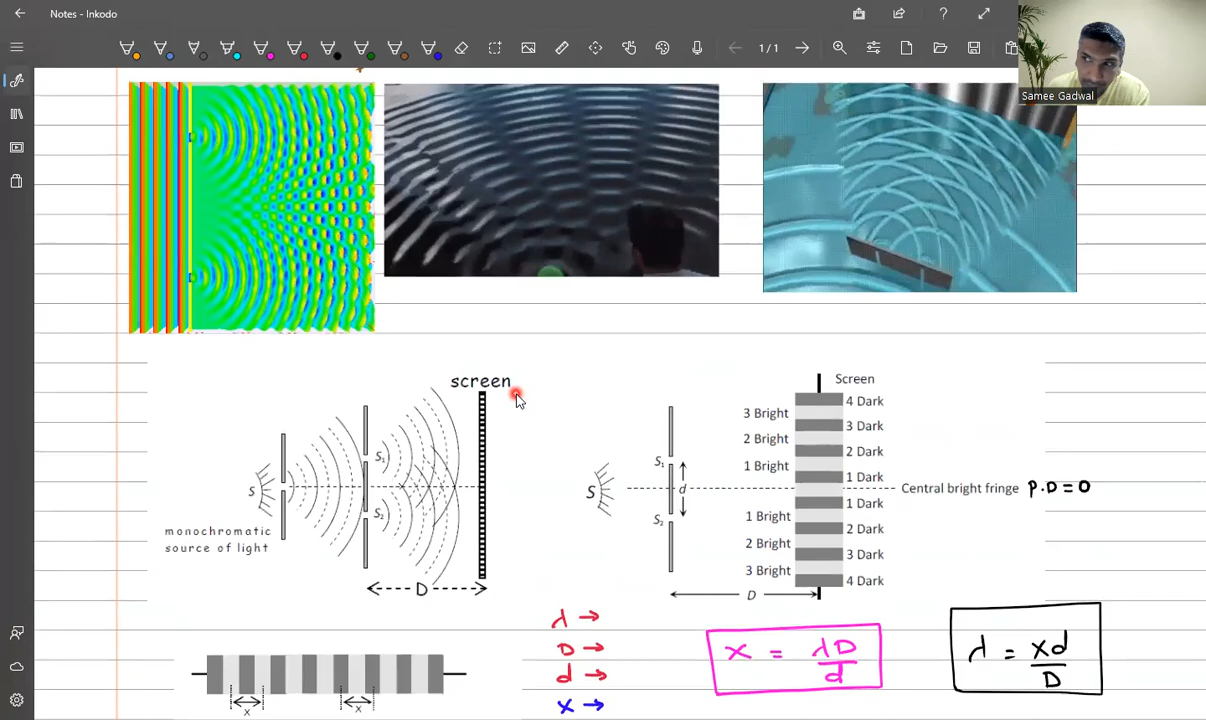 Notes - Inkodo
1/1
Samee Gadwal
screen
S
S₁
S₂
monochromatic
source of light
D
Screen
4 Dark
3 Bright
3 Dark
2 Bright
2 Dark
1 Bright
1 Dark
S₁
S
d
Central bright fringe P.D = 0
S₂
1 Dark
1 Bright
2 Dark
2 Bright
3 Dark
3 Bright
4 Dark
D
x
x
λ →
D →
d →
x →
x = λD/d
λ = xd/D